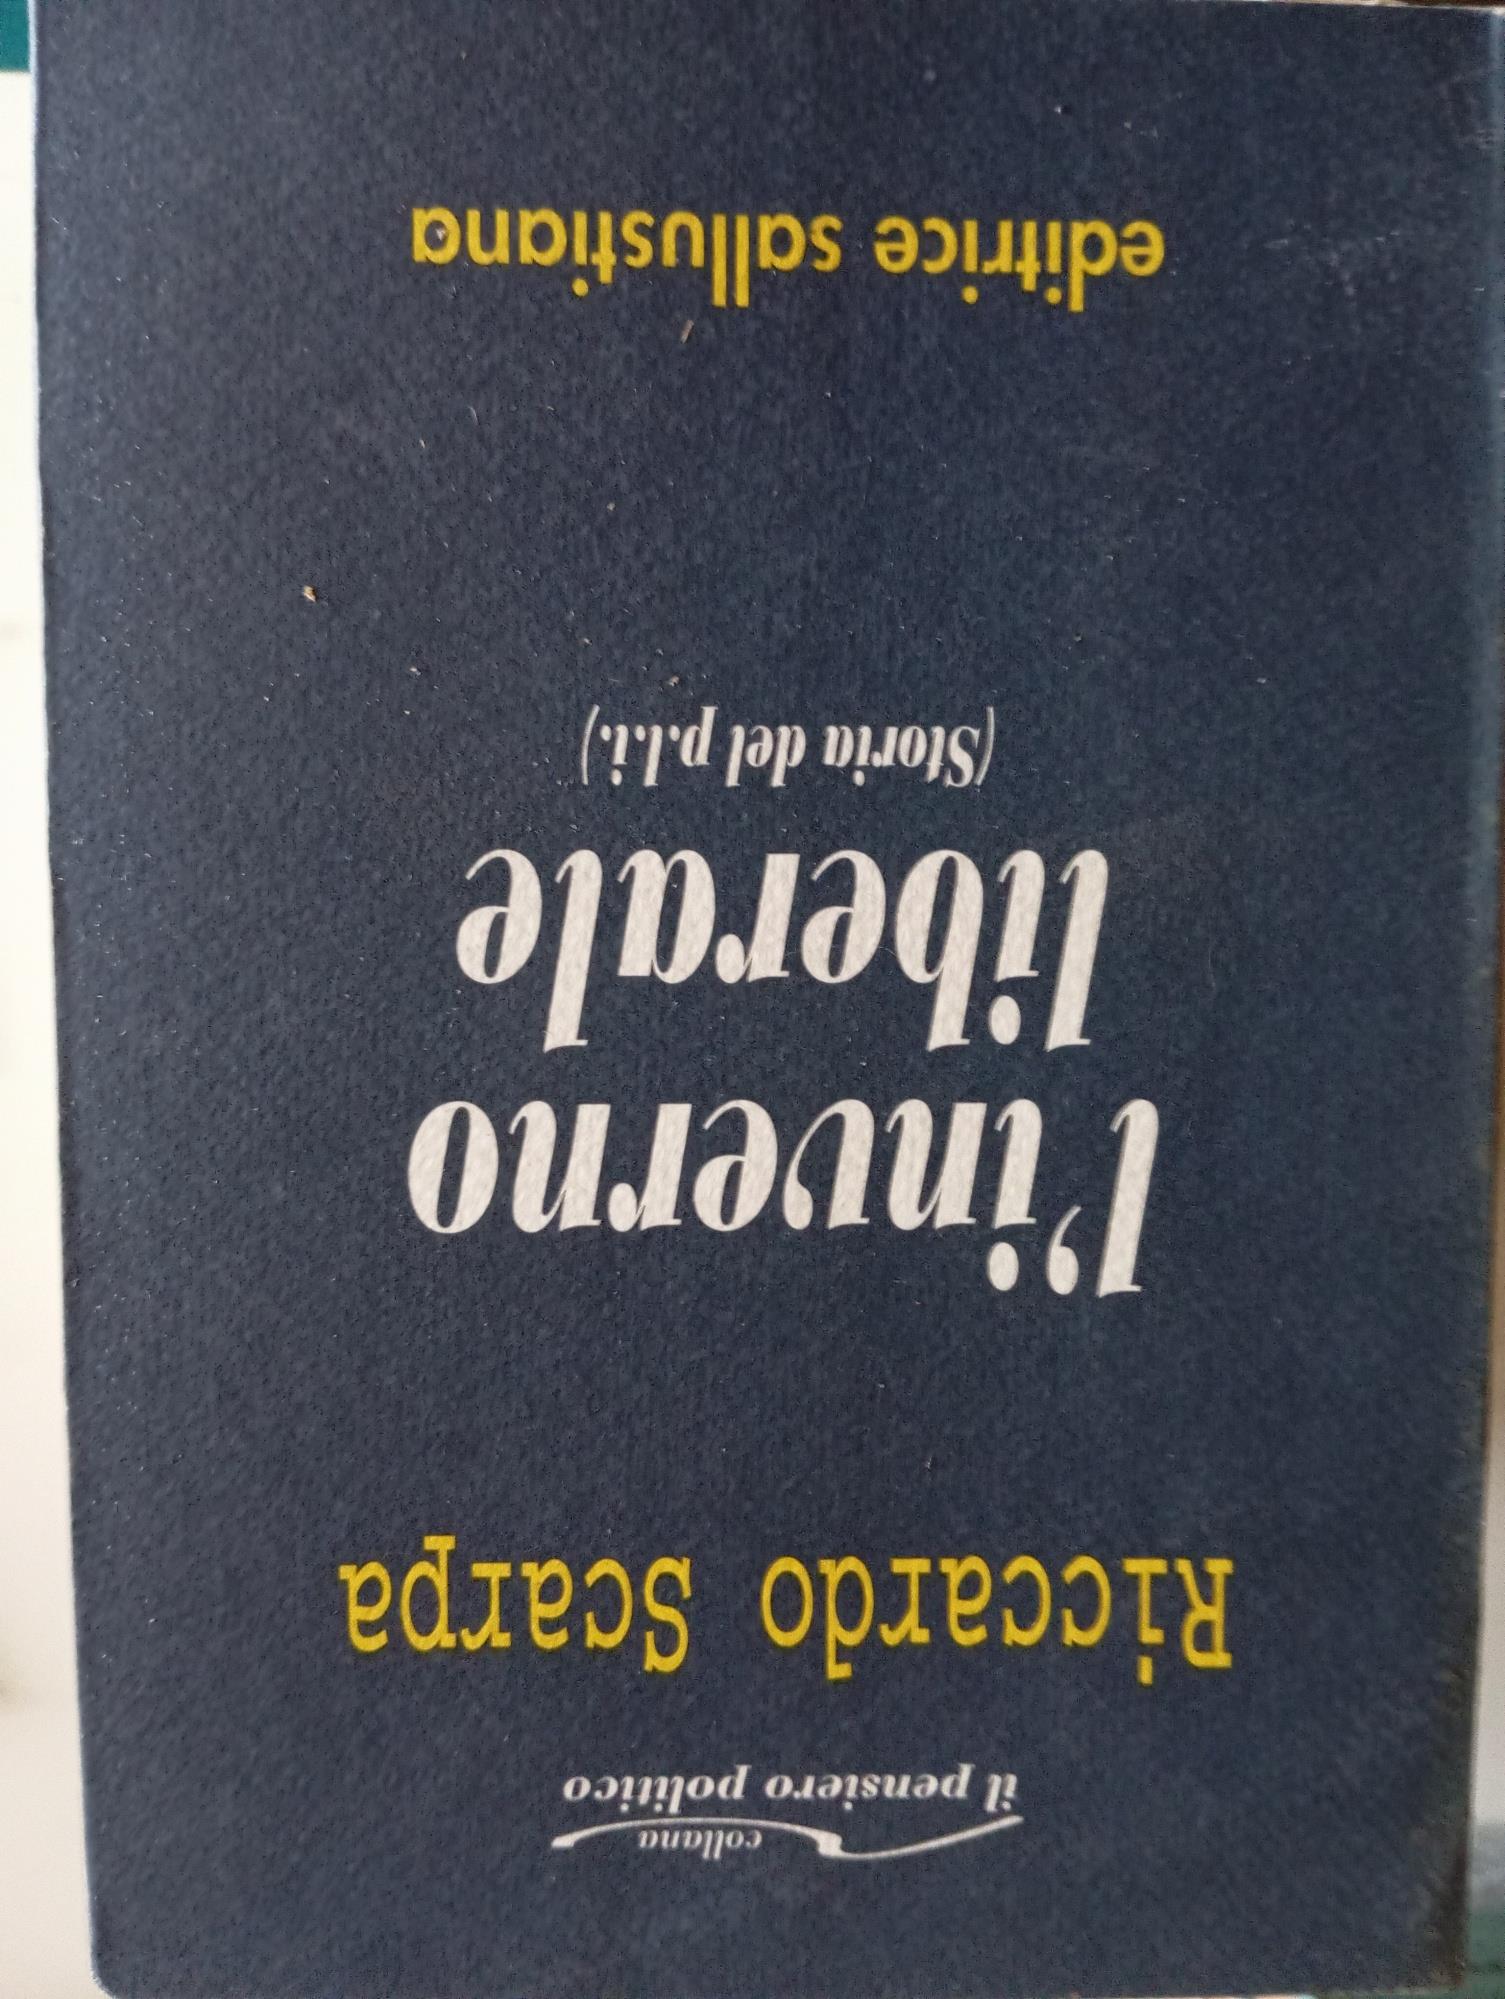 collana
il pensiero politico
Riccardo Scarpa
l'inverno
liberale
(Storia del p.l.i.)
editrice sallustiana